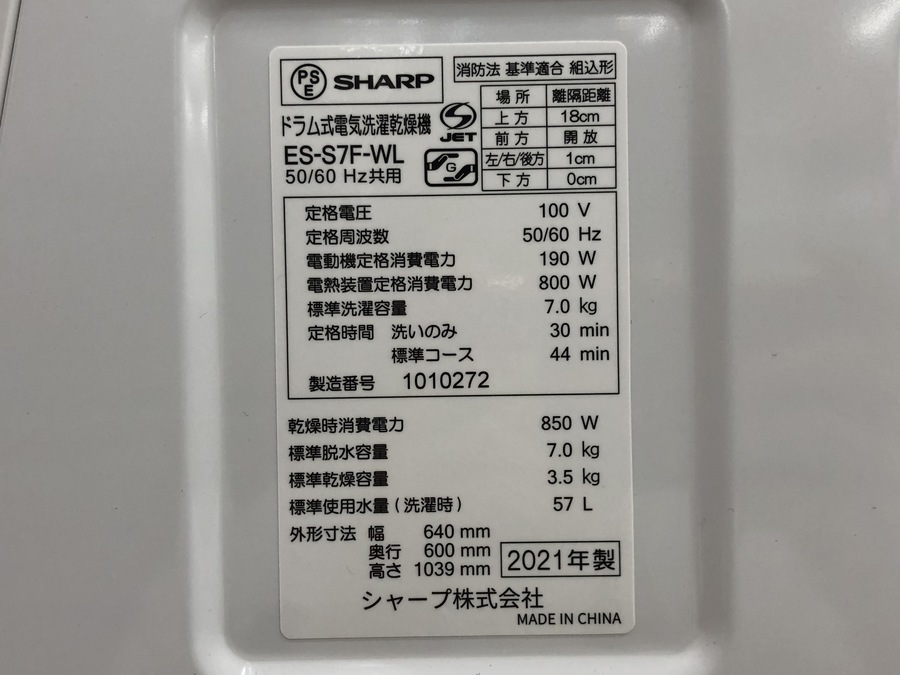 PSE SHARP
消防法 基準適合 組込形
場所 離隔距離
上方 18cm
前方 開放
左/右/後方 1cm
下方 0cm
ドラム式電気洗濯乾燥機
JET
ES-S7F-WL
G
50/60 Hz共用
定格電圧 100 V
定格周波数 50/60 Hz
電動機定格消費電力 190 W
電熱装置定格消費電力 800 W
標準洗濯容量 7.0 kg
定格時間 洗いのみ 30 min
標準コース 44 min
製造番号 1010272
乾燥時消費電力 850 W
標準脱水容量 7.0 kg
標準乾燥容量 3.5 kg
標準使用水量(洗濯時) 57 L
外形寸法 幅 640 mm
奥行 600 mm
高さ 1039 mm
2021年製
シャープ株式会社
MADE IN CHINA